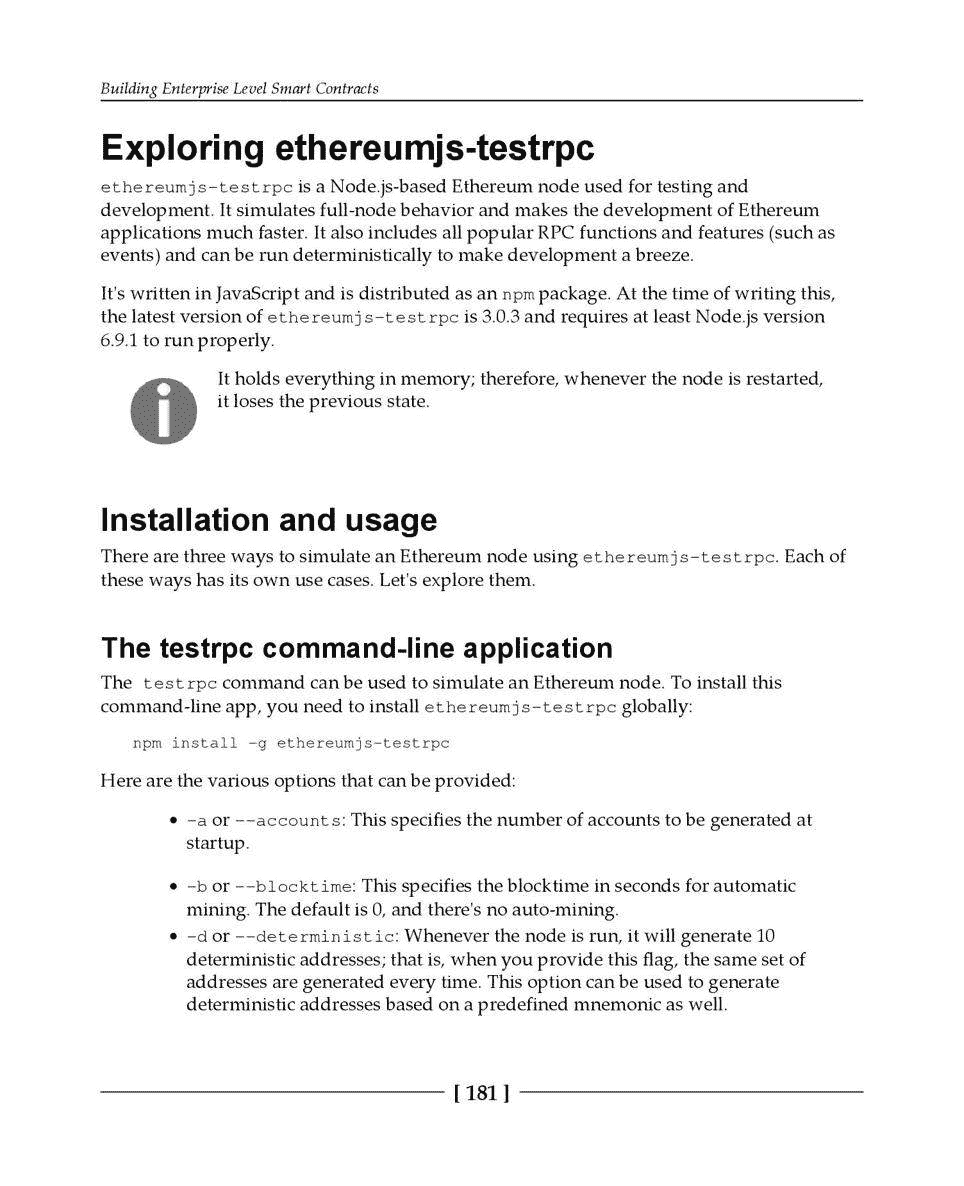 Building Enterprise Level Smart Contracts
Exploring ethereumjs-testrpc
ethereumjs-testrpc is a Node.js-based Ethereum node used for testing and
development. It simulates full-node behavior and makes the development of Ethereum
applications much faster. It also includes all popular RPC functions and features (such as
events) and can be run deterministically to make development a breeze.
It's written in JavaScript and is distributed as an npm package. At the time of writing this,
the latest version of ethereumjs-testrpc is 3.0.3 and requires at least Node.js version
6.9.1 to run properly.
It holds everything in memory; therefore, whenever the node is restarted,
it loses the previous state.
Installation and usage
There are three ways to simulate an Ethereum node using ethereumjs-testrpc. Each of
these ways has its own use cases. Let's explore them.
The testrpc command-line application
The testrpc command can be used to simulate an Ethereum node. To install this
command-line app, you need to install ethereumjs-testrpc globally:
npm install -g ethereumjs-testrpc
Here are the various options that can be provided:
• -a or --accounts: This specifies the number of accounts to be generated at
startup.
• -b or --blocktime: This specifies the blocktime in seconds for automatic
mining. The default is 0, and there's no auto-mining.
• -d or --deterministic: Whenever the node is run, it will generate 10
deterministic addresses; that is, when you provide this flag, the same set of
addresses are generated every time. This option can be used to generate
deterministic addresses based on a predefined mnemonic as well.
[ 181 ]